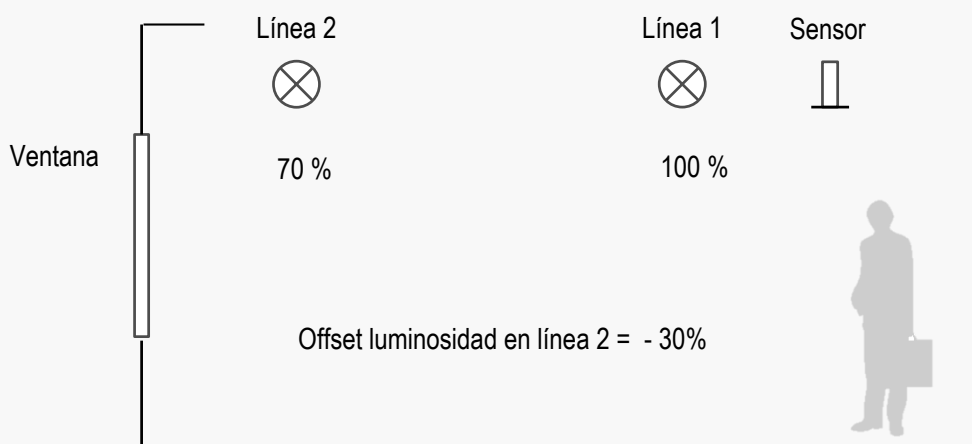 Línea 2
Línea 1
Sensor
Ventana
70 %
100 %
Offset luminosidad en línea 2 = - 30%